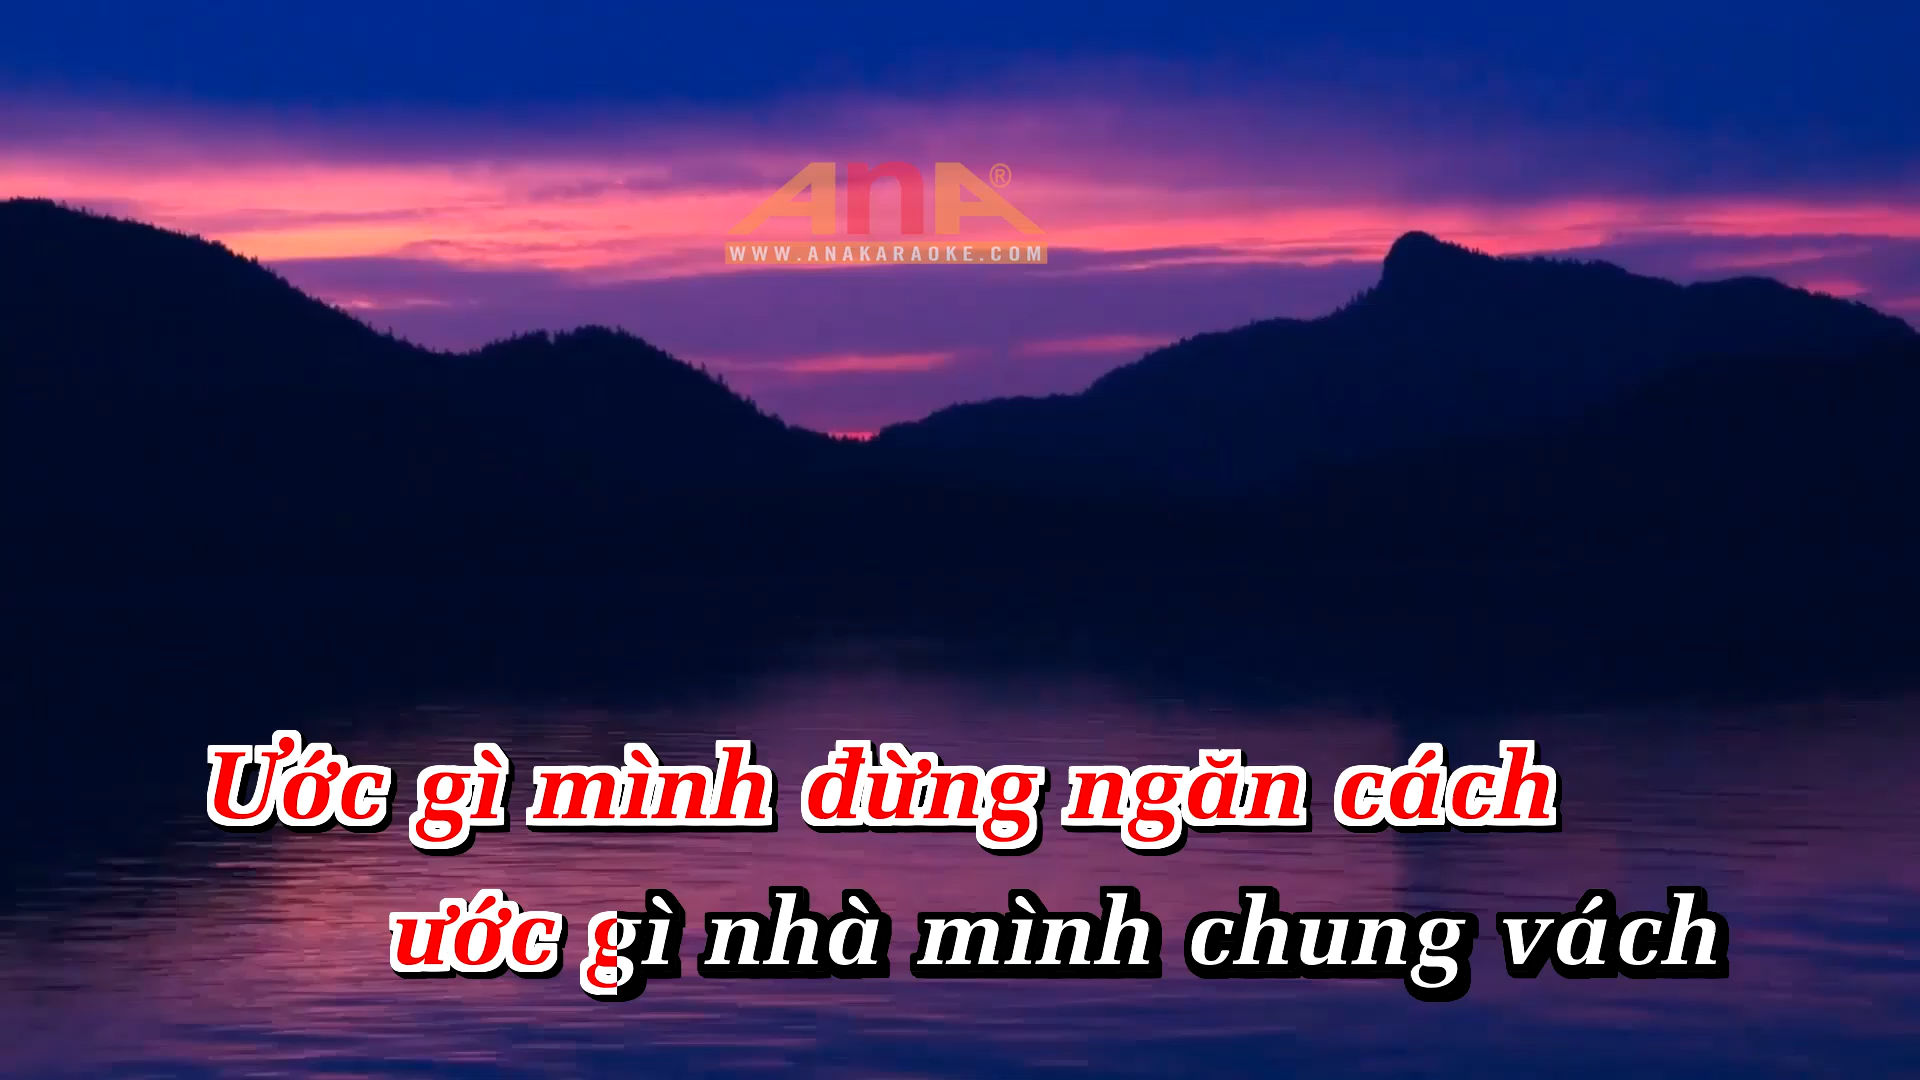 AnA®
WWW.ANAKARAOKE.COM
Ước gì mình đừng ngăn cách
ước gì nhà mình chung vách